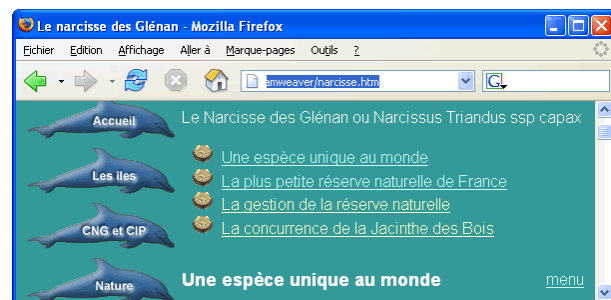 Le narcisse des Glénan - Mozilla Firefox
Fichier Edition Affichage Aller à Marque-pages Outils ?
amweaver/narcisse.htm G
Accueil
Le Narcisse des Glénan ou Narcissus Triandus ssp capax
Une espèce unique au monde
Les iles
La plus petite réserve naturelle de France
La gestion de la réserve naturelle
CNG et CIP
La concurrence de la Jacinthe des Bois
Nature
Une espèce unique au monde
menu